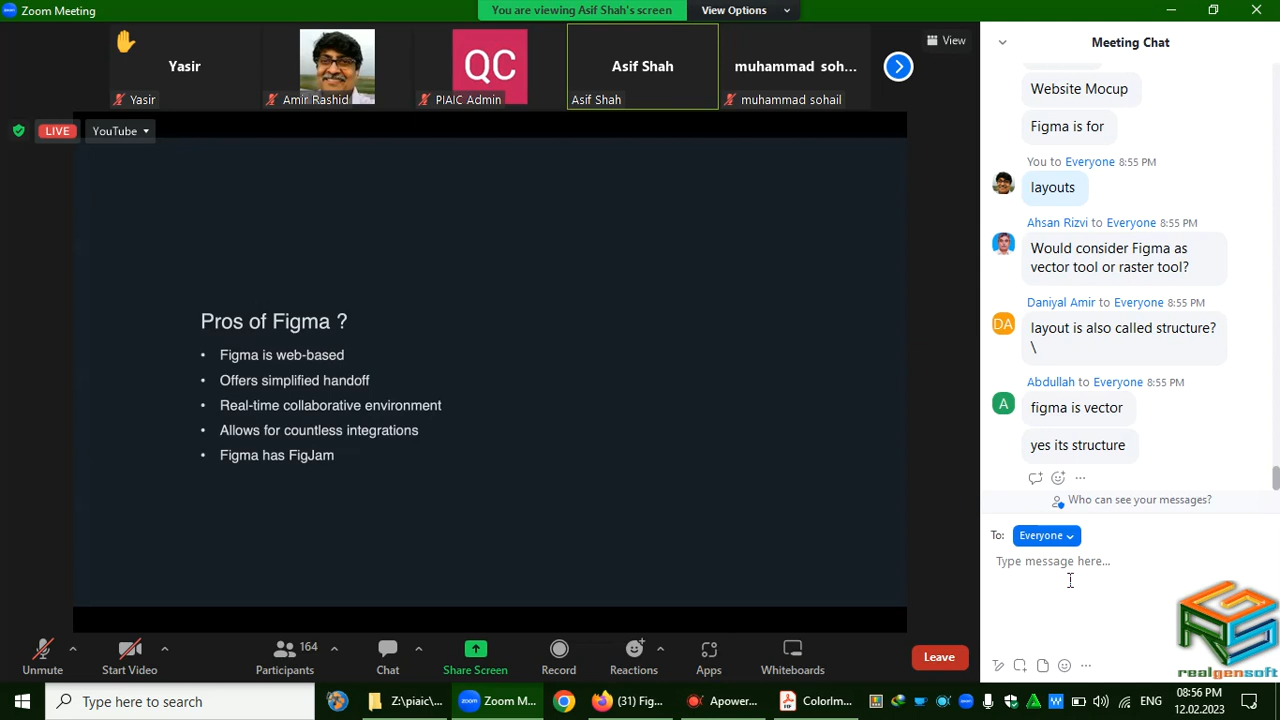 Zoom Meeting
You are viewing Asif Shah's screen
View Options
Yasir
Yasir
Amir Rashid
QC
PIAIC Admin
Asif Shah
Asif Shah
muhammad soh...
muhammad sohail
View
LIVE
YouTube
Pros of Figma ?
• Figma is web-based
• Offers simplified handoff
• Real-time collaborative environment
• Allows for countless integrations
• Figma has FigJam
Meeting Chat
Website Mocup
Figma is for
You to Everyone 8:55 PM
layouts
Ahsan Rizvi to Everyone 8:55 PM
Would consider Figma as
vector tool or raster tool?
Daniyal Amir to Everyone 8:55 PM
DA
layout is also called structure?
\
Abdullah to Everyone 8:55 PM
A
figma is vector
yes its structure
Who can see your messages?
To: Everyone
Type message here...
realgensoft
Unmute
Start Video
164
Participants
Chat
Share Screen
Record
Reactions
Apps
Whiteboards
Leave
Type here to search
Z:\piaic\...
Zoom M...
(31) Fig...
Apower...
ColorIm...
ENG
08:56 PM
12.02.2023